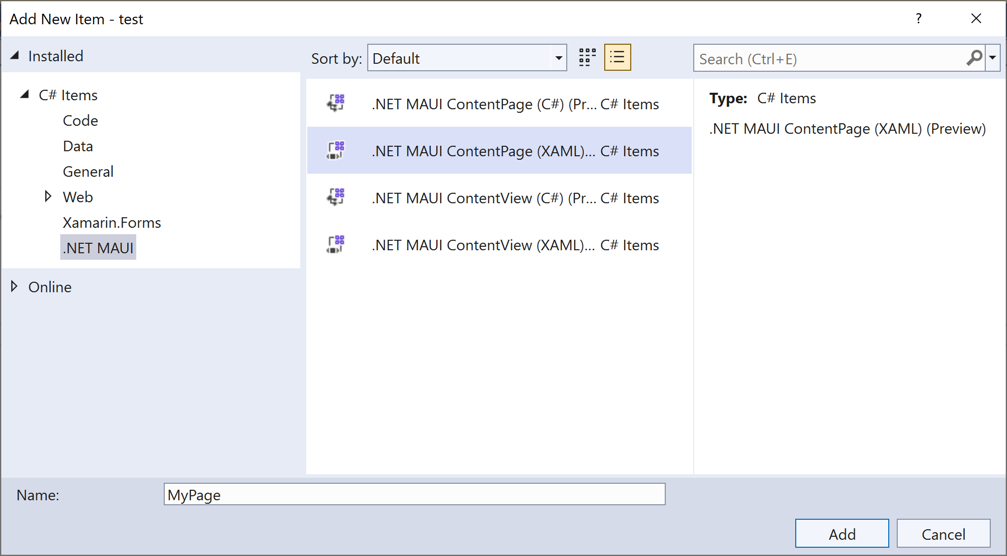 Add New Item - test
?
Installed
Sort by: Default
Search (Ctrl+E)
C# Items
Code
Data
General
Web
Xamarin.Forms
.NET MAUI
Online
.NET MAUI ContentPage (C#) (Pr... C# Items
.NET MAUI ContentPage (XAML)... C# Items
.NET MAUI ContentView (C#) (Pr... C# Items
.NET MAUI ContentView (XAML)... C# Items
Type: C# Items
.NET MAUI ContentPage (XAML) (Preview)
Name: MyPage
Add Cancel